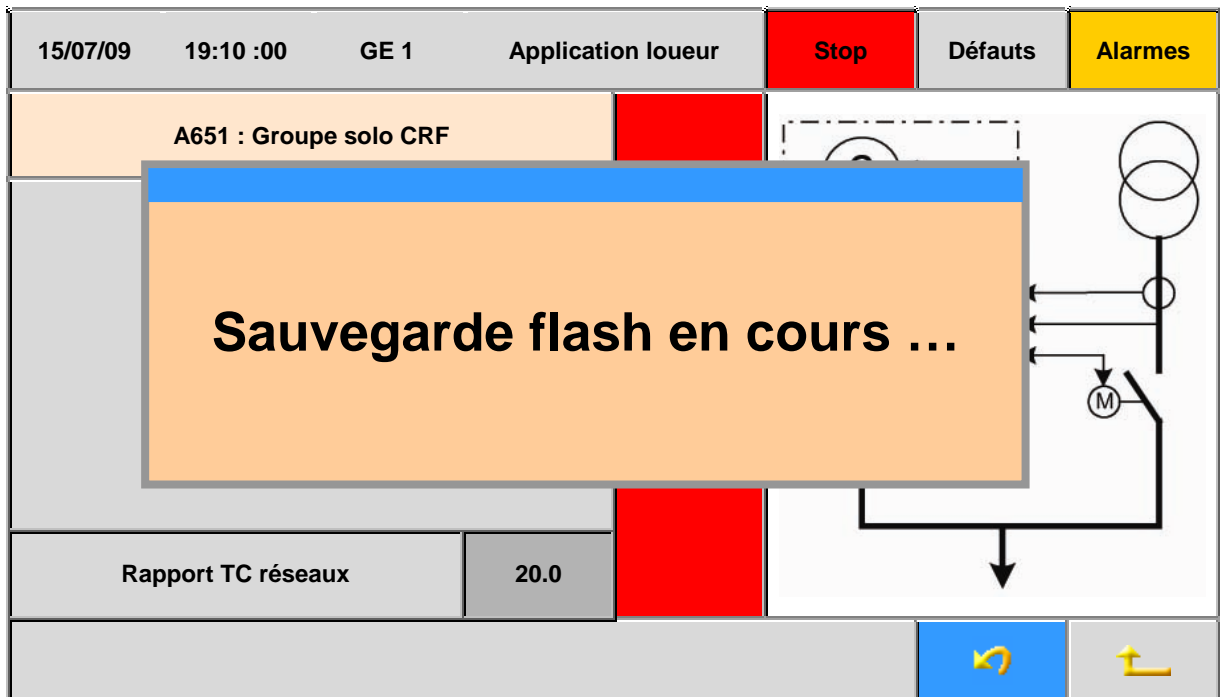 15/07/09 19:10 :00 GE 1 Application loueur Stop Défauts Alarmes
A651 : Groupe solo CRF
Sauvegarde flash en cours …
M
Rapport TC réseaux 20.0